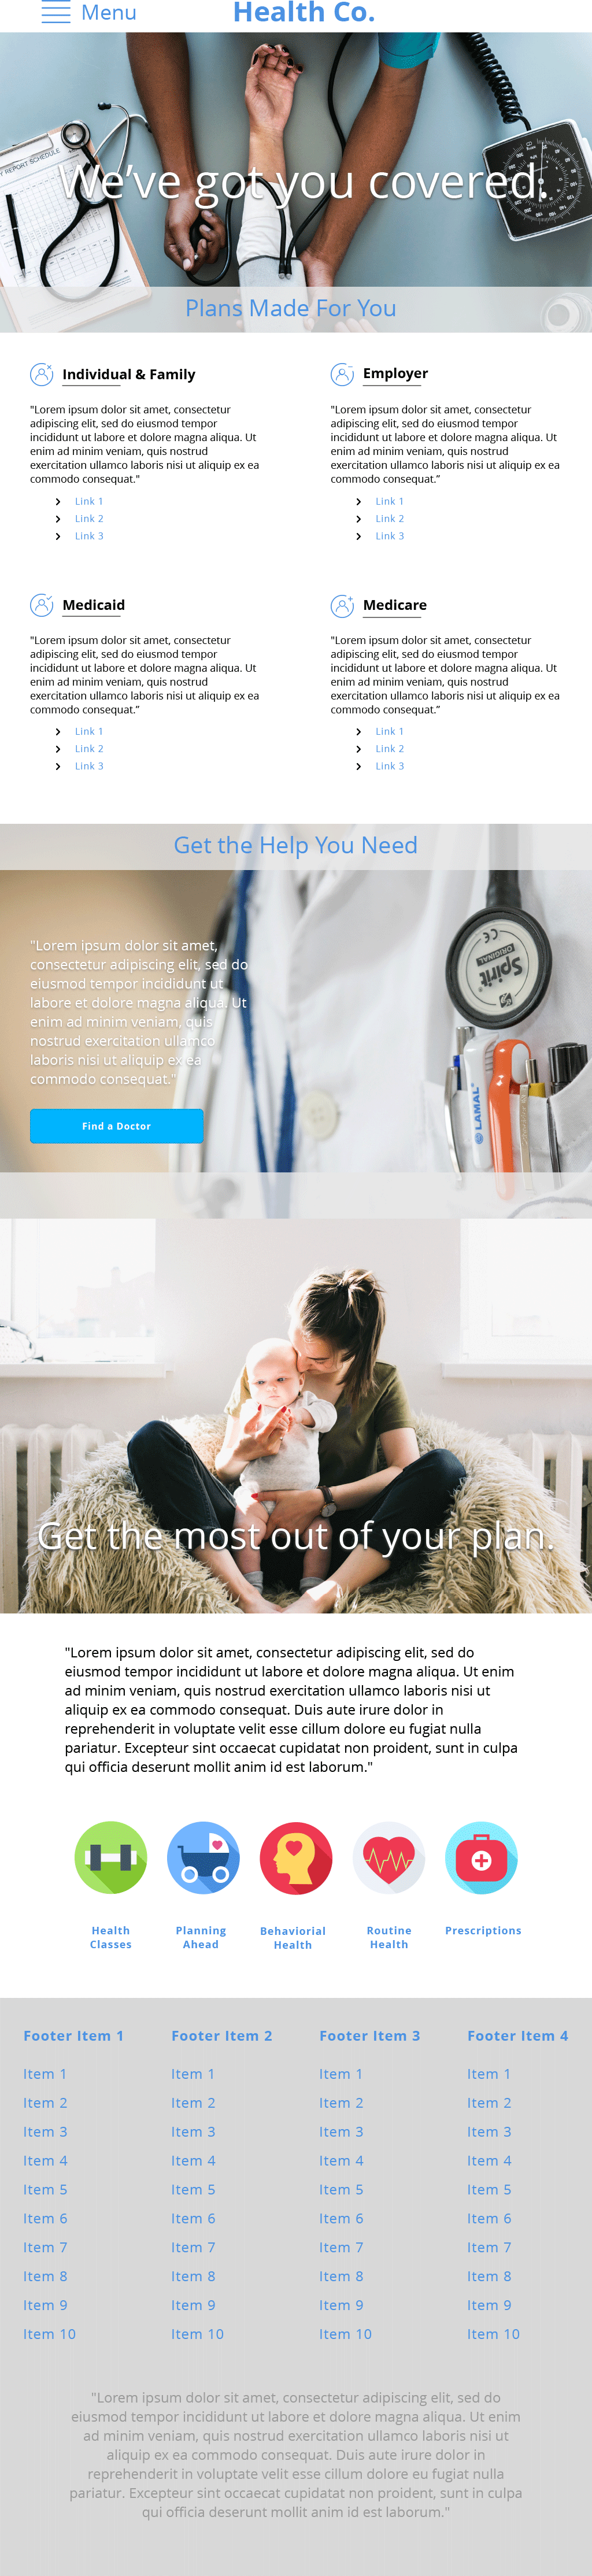 Menu
Health Co.
Y REPORT SCHEDULE
We've got you covered.
Plans Made For You
Individual & Family
"Lorem ipsum dolor sit amet, consectetur
adipiscing elit, sed do eiusmod tempor
incididunt ut labore et dolore magna aliqua. Ut
enim ad minim veniam, quis nostrud
exercitation ullamco laboris nisi ut aliquip ex ea
commodo consequat."
Link 1
Link 2
Link 3
Employer
"Lorem ipsum dolor sit amet, consectetur
adipiscing elit, sed do eiusmod tempor
incididunt ut labore et dolore magna aliqua. Ut
enim ad minim veniam, quis nostrud
exercitation ullamco laboris nisi ut aliquip ex ea
commodo consequat.”
Link 1
Link 2
Link 3
Medicaid
"Lorem ipsum dolor sit amet, consectetur
adipiscing elit, sed do eiusmod tempor
incididunt ut labore et dolore magna aliqua. Ut
enim ad minim veniam, quis nostrud
exercitation ullamco laboris nisi ut aliquip ex ea
commodo consequat.”
Link 1
Link 2
Link 3
Medicare
"Lorem ipsum dolor sit amet, consectetur
adipiscing elit, sed do eiusmod tempor
incididunt ut labore et dolore magna aliqua. Ut
enim ad minim veniam, quis nostrud
exercitation ullamco laboris nisi ut aliquip ex ea
commodo consequat.”
Link 1
Link 2
Link 3
Get the Help You Need
"Lorem ipsum dolor sit amet,
consectetur adipiscing elit, sed do
eiusmod tempor incididunt ut
labore et dolore magna aliqua. Ut
enim ad minim veniam, quis
nostrud exercitation ullamco
laboris nisi ut aliquip ex ea
commodo consequat."
Find a Doctor
CE
ORIGINAL
Spirit
LAMAL
Get the most out of your plan.
"Lorem ipsum dolor sit amet, consectetur adipiscing elit, sed do
eiusmod tempor incididunt ut labore et dolore magna aliqua. Ut enim
ad minim veniam, quis nostrud exercitation ullamco laboris nisi ut
aliquip ex ea commodo consequat. Duis aute irure dolor in
reprehenderit in voluptate velit esse cillum dolore eu fugiat nulla
pariatur. Excepteur sint occaecat cupidatat non proident, sunt in culpa
qui officia deserunt mollit anim id est laborum."
Health
Classes
Planning
Ahead
Behaviorial
Health
Routine
Health
Prescriptions
Footer Item 1
Item 1
Item 2
Item 3
Item 4
Item 5
Item 6
Item 7
Item 8
Item 9
Item 10
Footer Item 2
Item 1
Item 2
Item 3
Item 4
Item 5
Item 6
Item 7
Item 8
Item 9
Item 10
Footer Item 3
Item 1
Item 2
Item 3
Item 4
Item 5
Item 6
Item 7
Item 8
Item 9
Item 10
Footer Item 4
Item 1
Item 2
Item 3
Item 4
Item 5
Item 6
Item 7
Item 8
Item 9
Item 10
"Lorem ipsum dolor sit amet, consectetur adipiscing elit, sed do
eiusmod tempor incididunt ut labore et dolore magna aliqua. Ut enim
ad minim veniam, quis nostrud exercitation ullamco laboris nisi ut
aliquip ex ea commodo consequat. Duis aute irure dolor in
reprehenderit in voluptate velit esse cillum dolore eu fugiat nulla
pariatur. Excepteur sint occaecat cupidatat non proident, sunt in culpa
qui officia deserunt mollit anim id est laborum."